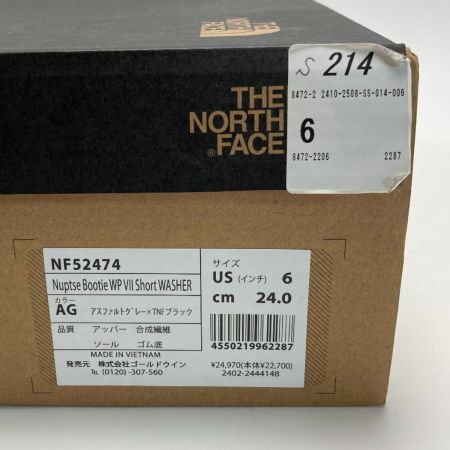 THE
NORTH
FACE
S 214
8472-2 2410-2508-SS-014-006
6
8472-2206 2287
THE
NORTH
®FACE
NF52474
Nuptse Bootie WP VII Short WASHER
カラー
AG アスファルトグレー×TNFブラック
品質 アッパー 合成繊維
ソール ゴム底
MADE IN VIETNAM
発売元 株式会社ゴールドウイン
℡ (0120) -307-560
サイズ
US (インチ) 6
cm 24.0
4550219962287
¥24,970(本体¥22,700)
2402-2444148